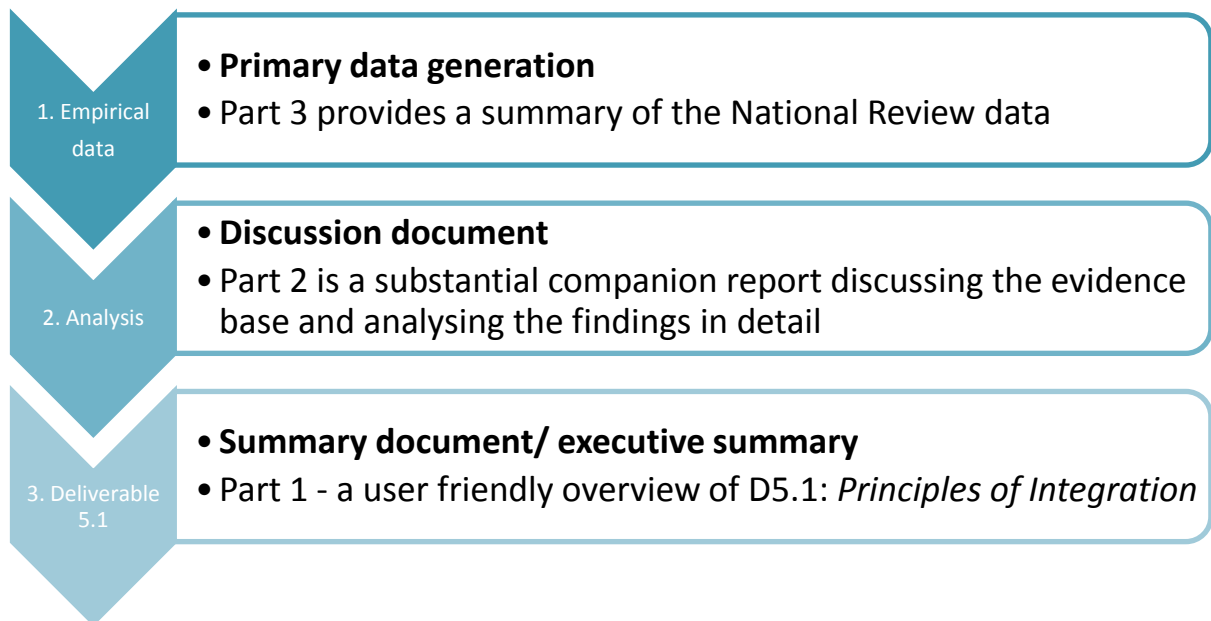 1. Empirical
data
• Primary data generation
• Part 3 provides a summary of the National Review data
2. Analysis
• Discussion document
• Part 2 is a substantial companion report discussing the evidence
base and analysing the findings in detail
3. Deliverable
5.1
• Summary document/ executive summary
• Part 1 - a user friendly overview of D5.1: Principles of Integration